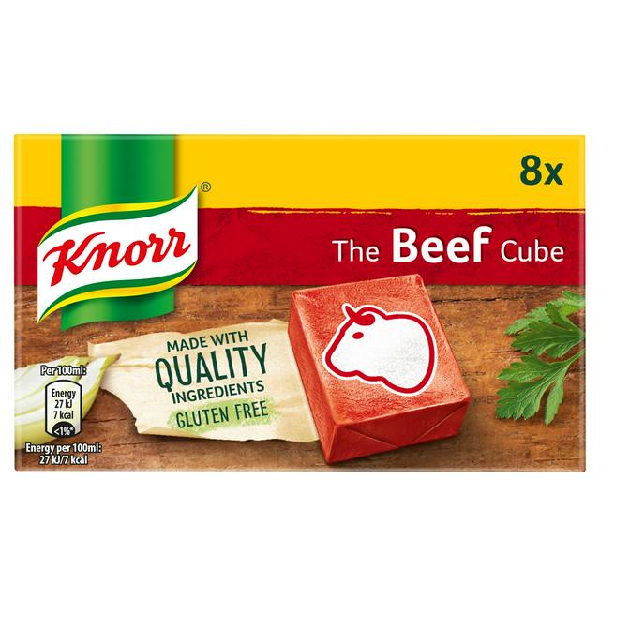 8x
Knorr®
The Beef Cube
MADE WITH
QUALITY
INGREDIENTS
GLUTEN FREE
Per 100ml:
Energy
27 kJ
7 kcal
<1%*
Energy per 100ml:
27 kJ/7 kcal